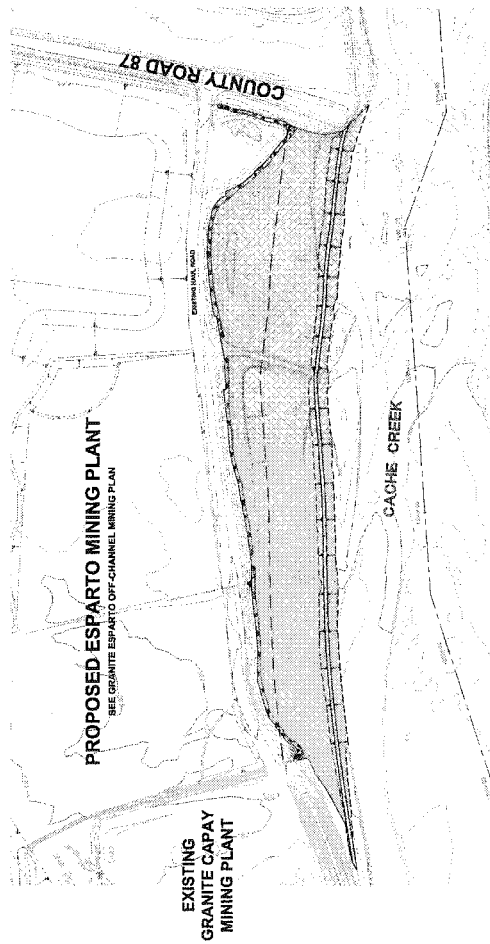 COUNTY ROAD 87
EXISTING HAUL ROAD
PROPOSED ESPARTO MINING PLANT
SEE GRANITE ESPARTO OFF-CHANNEL MINING PLAN
CACHE CREEK
EXISTING
GRANITE CAPAY
MINING PLANT